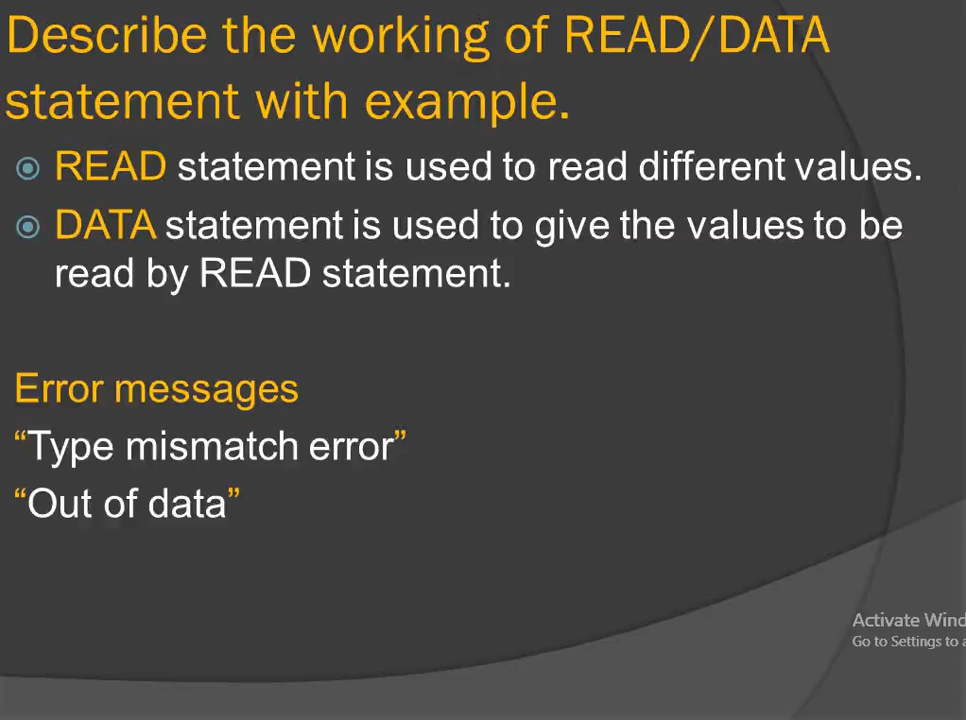 Describe the working of READ/DATA
statement with example.
READ statement is used to read different values.
DATA statement is used to give the values to be
read by READ statement.
Error messages
“Type mismatch error”
“Out of data”
Activate Wind
Go to Settings to a